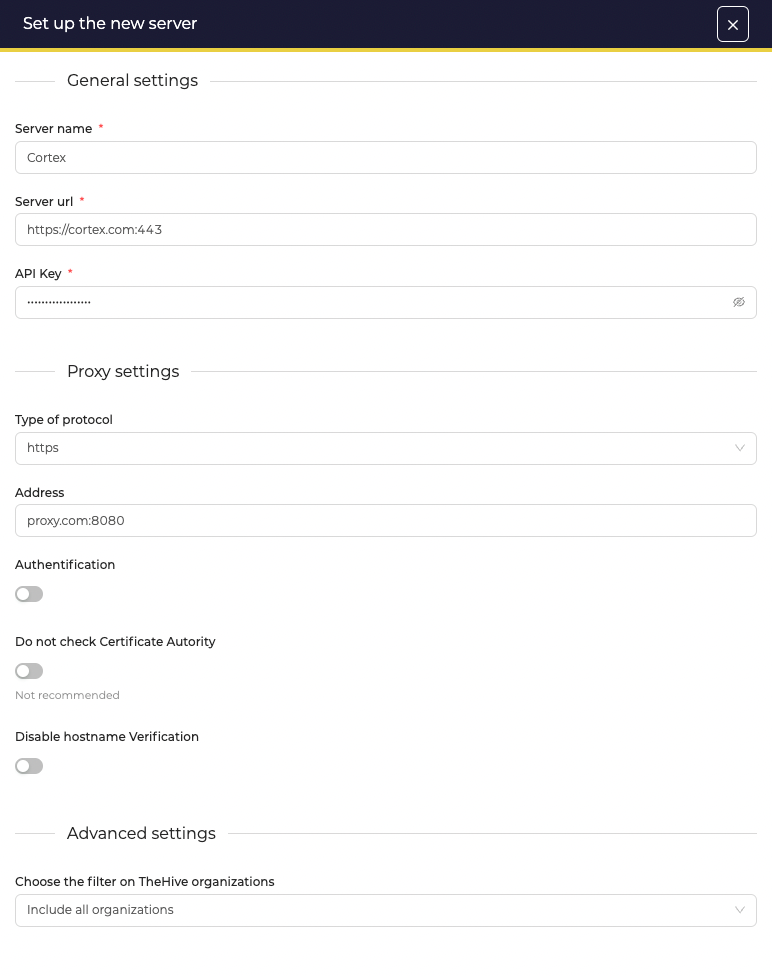 Set up the new server
General settings
Server name *
Cortex
Server url *
https://cortex.com:443
API Key *
••••••••••••••••••
Proxy settings
Type of protocol
https
Address
proxy.com:8080
Authentification
Do not check Certificate Autority
Not recommended
Disable hostname Verification
Advanced settings
Choose the filter on TheHive organizations
Include all organizations